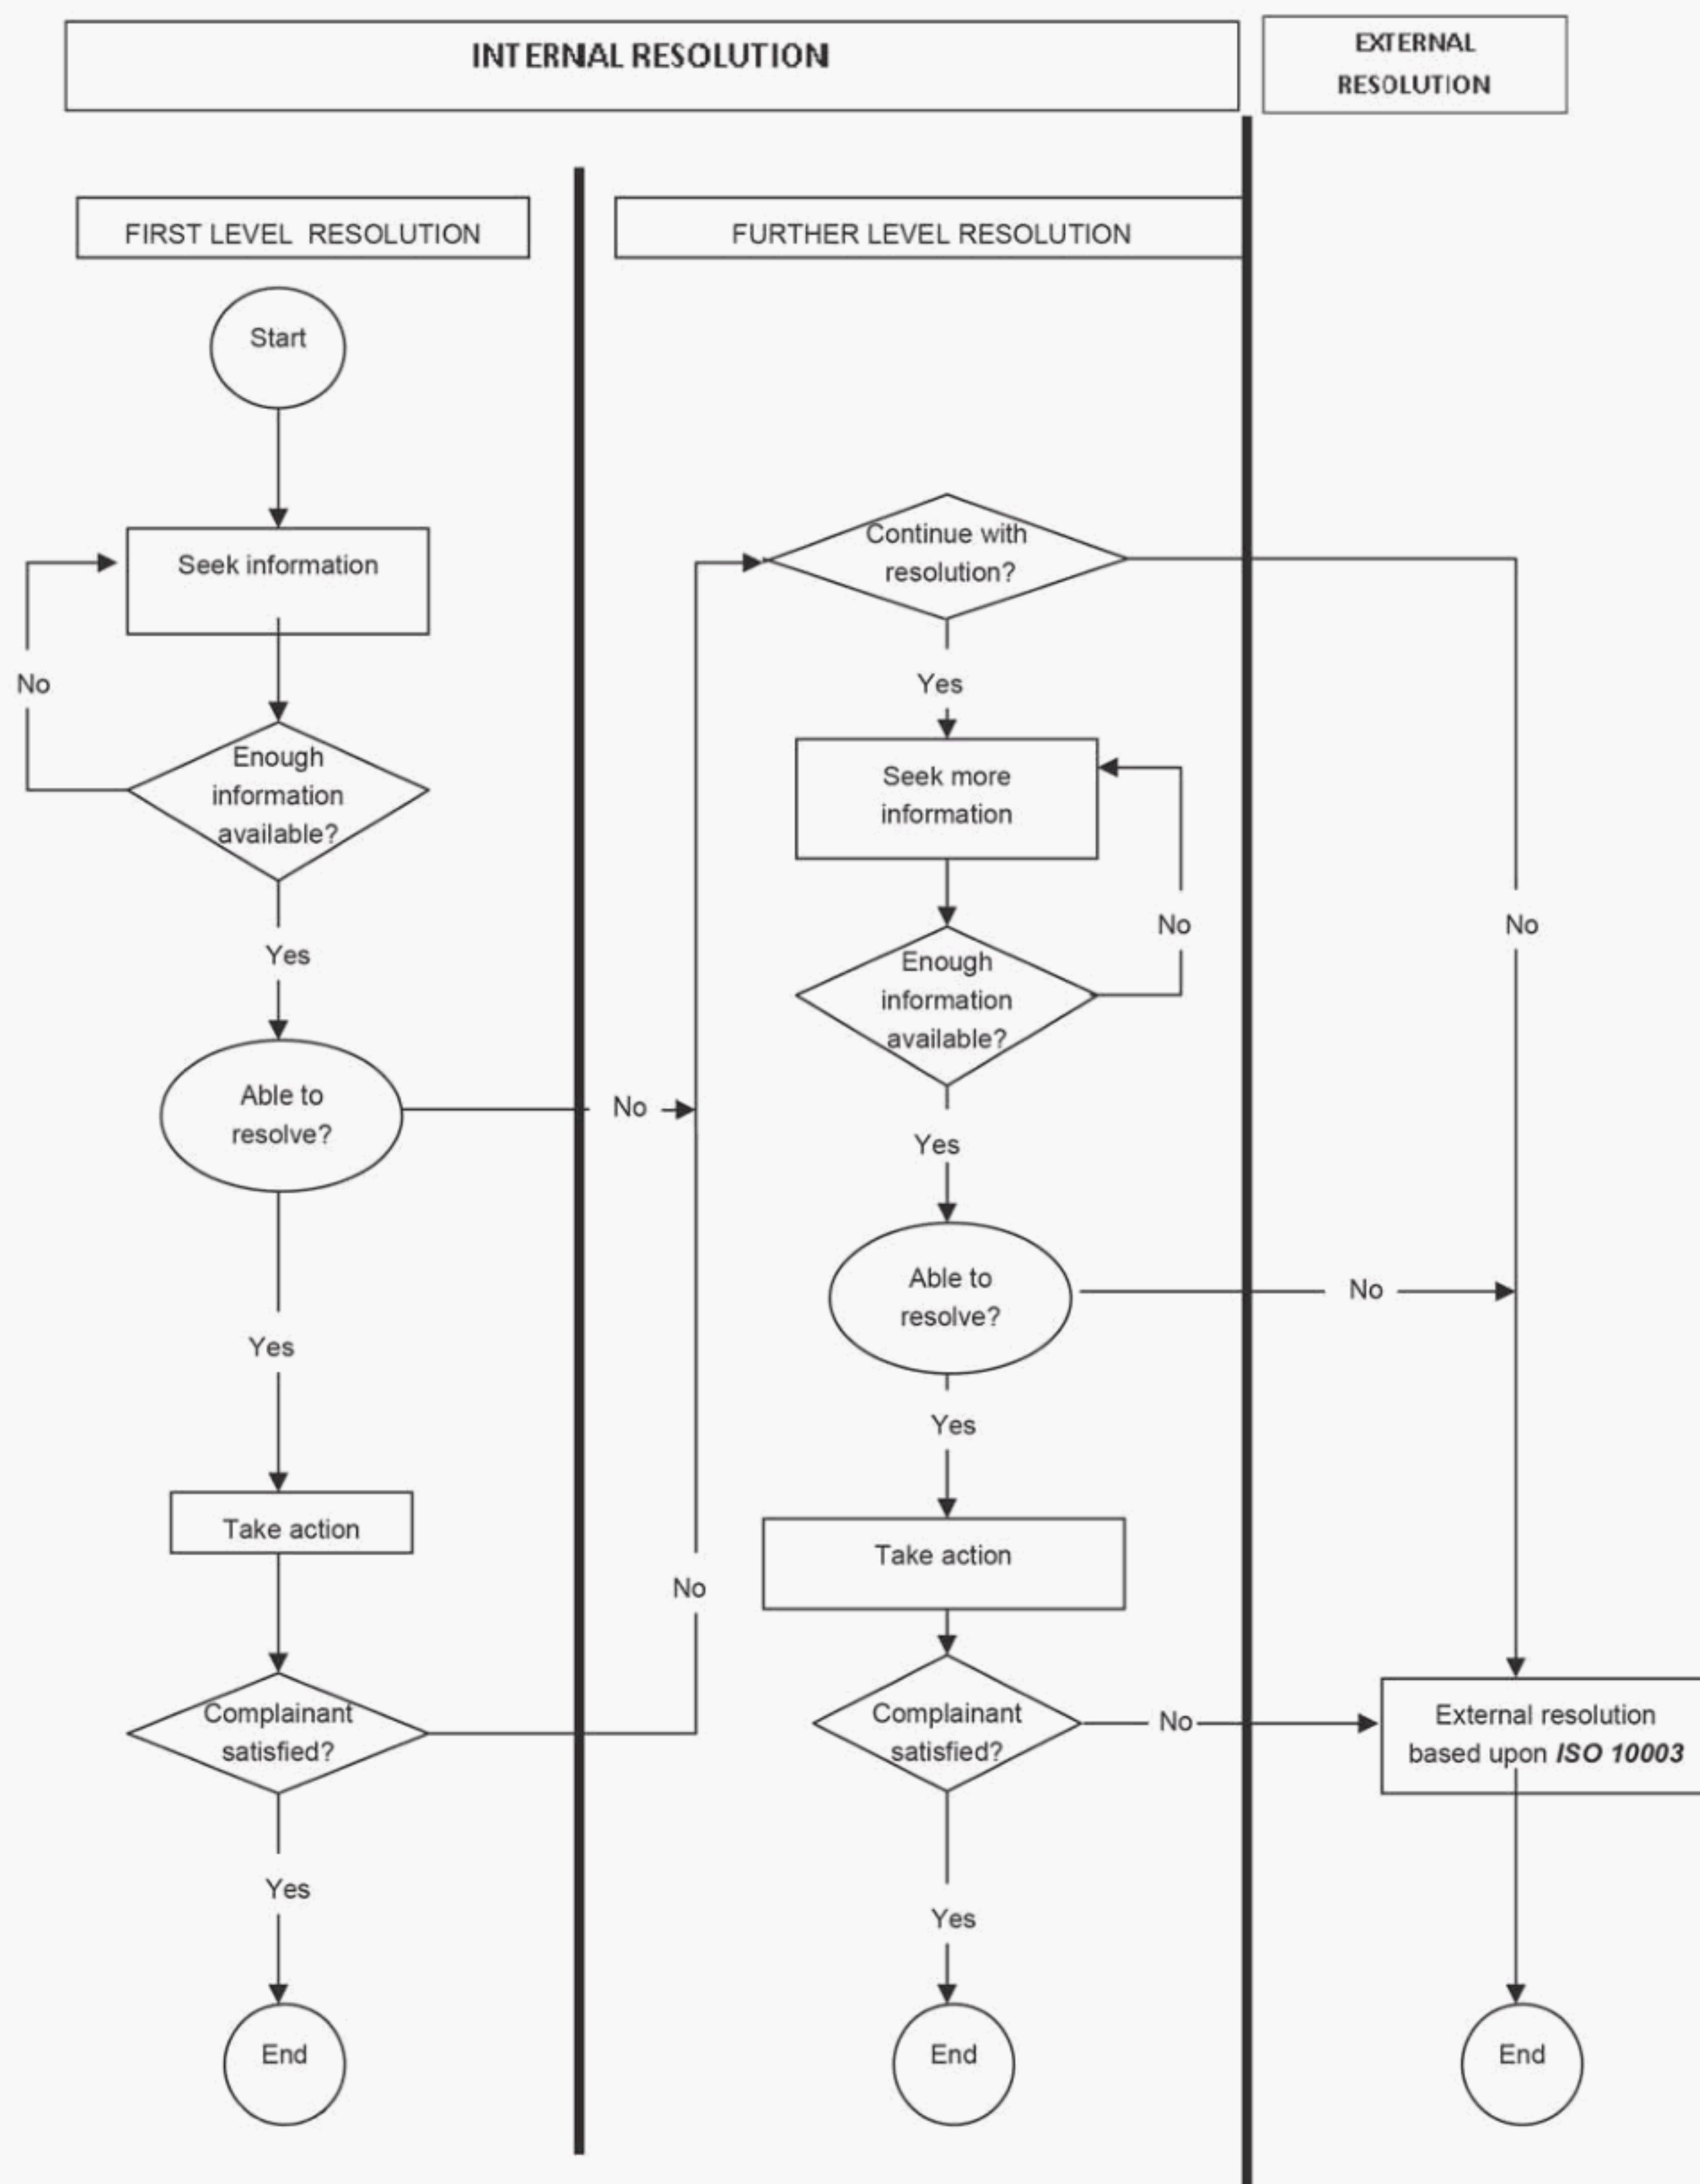 INTERNAL RESOLUTION
EXTERNAL
RESOLUTION
FIRST LEVEL RESOLUTION
FURTHER LEVEL RESOLUTION
Start
Seek information
No
Enough
information
available?
Yes
Able to
resolve?
No
Yes
Take action
Complainant
satisfied?
No
Yes
End
Continue with
resolution?
Yes
No
Seek more
information
No
Enough
information
available?
Yes
Able to
resolve?
No
Yes
Take action
Complainant
satisfied?
No
Yes
End
External resolution
based upon ISO 10003
End